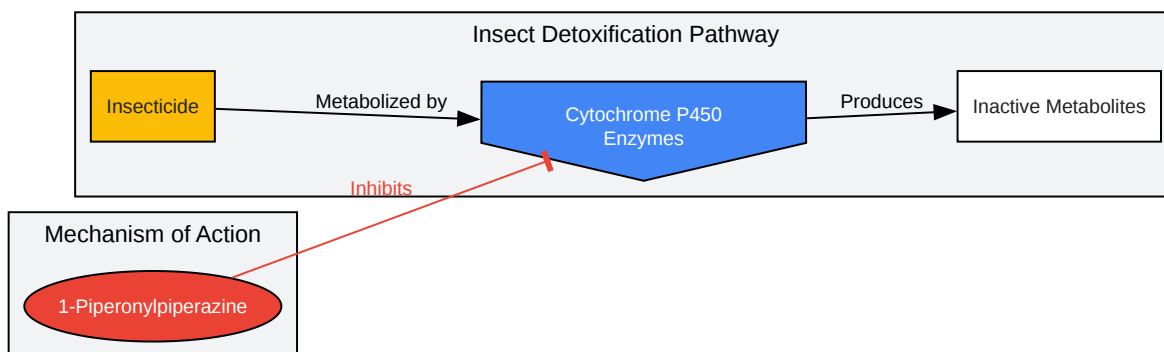 Insect Detoxification Pathway
Insecticide
Metabolized by
Cytochrome P450
Enzymes
Produces
Inactive Metabolites
Inhibits
Mechanism of Action
1-Piperonylpiperazine